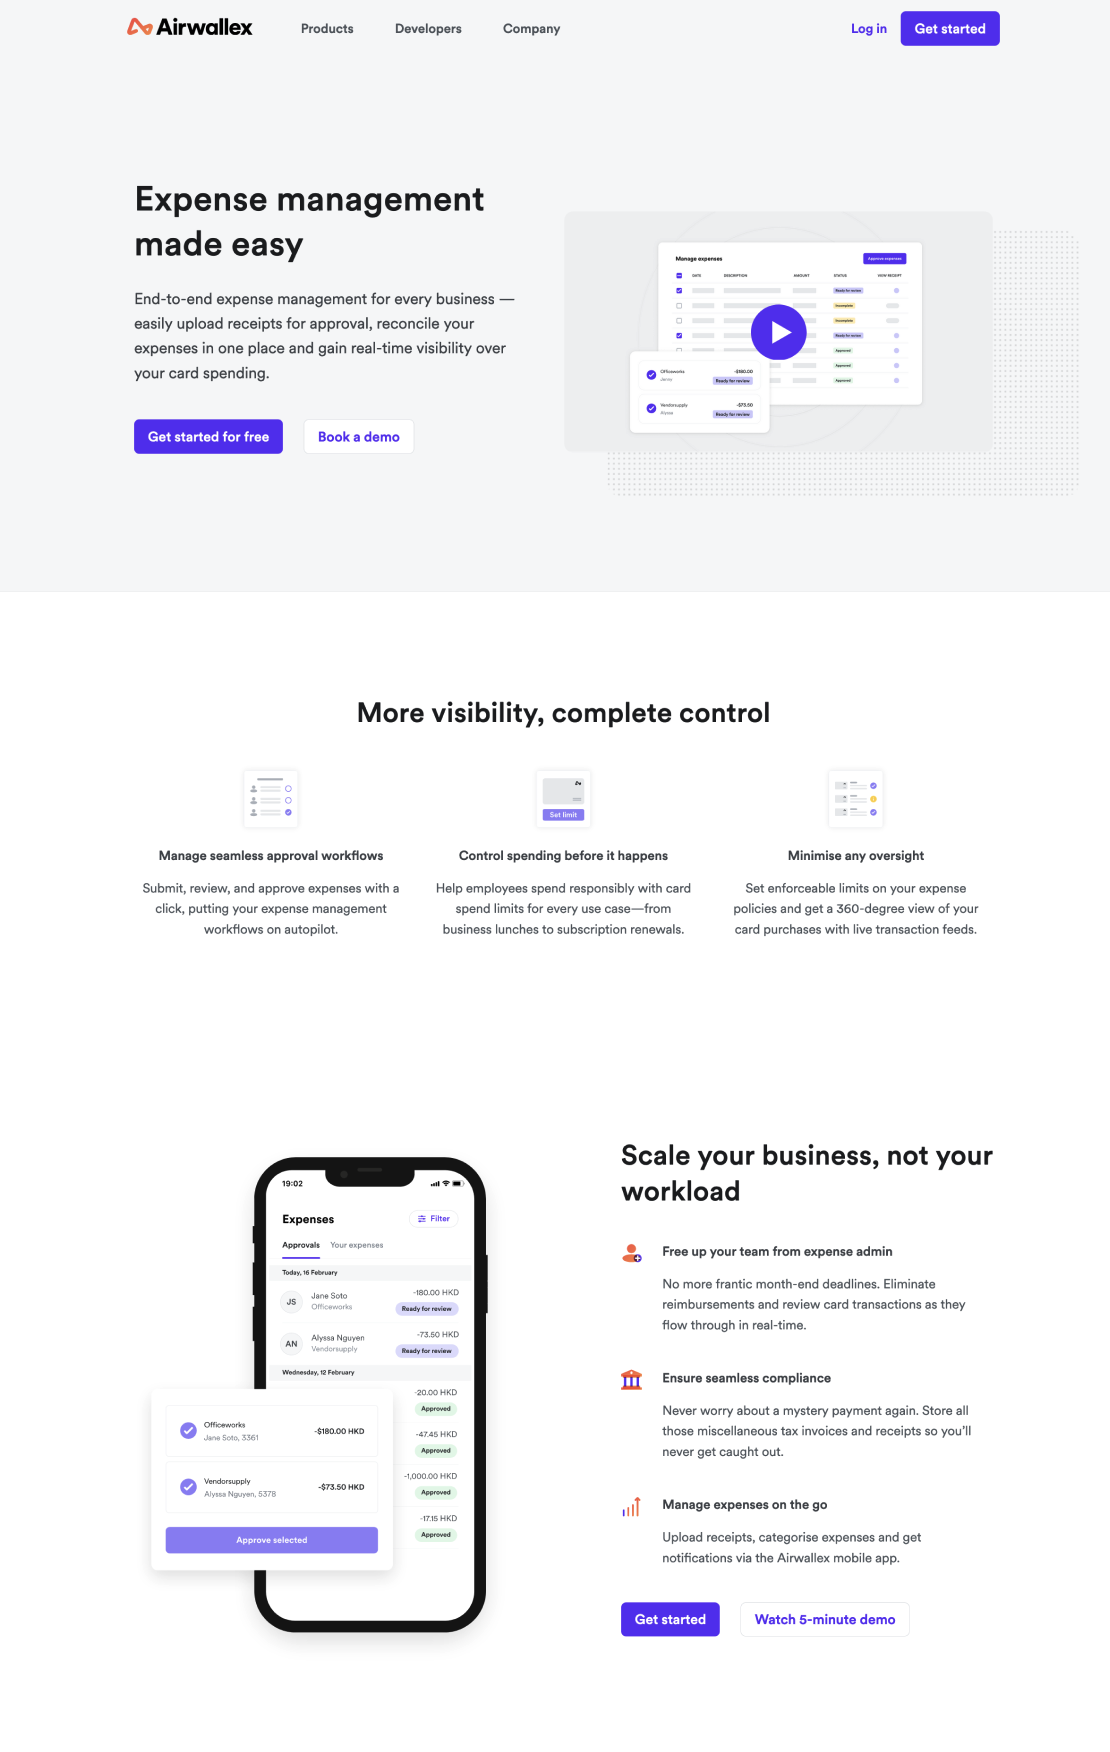 Airwallex
Products
Developers
Company
Log in
Get started
Expense management
made easy
End-to-end expense management for every business —
easily upload receipts for approval, reconcile your
expenses in one place and gain real-time visibility over
your card spending.
Get started for free
Book a demo
Manage expenses
Approve expenses
DATE
DESCRIPTION
AMOUNT
STATUS
VIEW RECEIPT
Ready for review
Incomplete
Incomplete
Ready for review
Approved
Approved
Approved
Officeworks
-$180.00
Jenny
Ready for review
Vendorsupply
-$73.50
Alyssa
Ready for review
More visibility, complete control
Set limit
Manage seamless approval workflows
Submit, review, and approve expenses with a
click, putting your expense management
workflows on autopilot.
Control spending before it happens
Help employees spend responsibly with card
spend limits for every use case—from
business lunches to subscription renewals.
Minimise any oversight
Set enforceable limits on your expense
policies and get a 360-degree view of your
card purchases with live transaction feeds.
19:02
Expenses
Filter
Approvals
Your expenses
Today, 16 February
JS
Jane Soto
Officeworks
-180.00 HKD
Ready for review
AN
Alyssa Nguyen
Vendorsupply
-73.50 HKD
Ready for review
Wednesday, 12 February
-20.00 HKD
Approved
-47.45 HKD
Approved
-1,000.00 HKD
Approved
-17.15 HKD
Approved
Officeworks
Jane Soto, 3361
-$180.00 HKD
Vendorsupply
Alyssa Nguyen, 5378
-$73.50 HKD
Approve selected
Scale your business, not your
workload
Free up your team from expense admin
No more frantic month-end deadlines. Eliminate
reimbursements and review card transactions as they
flow through in real-time.
Ensure seamless compliance
Never worry about a mystery payment again. Store all
those miscellaneous tax invoices and receipts so you'll
never get caught out.
Manage expenses on the go
Upload receipts, categorise expenses and get
notifications via the Airwallex mobile app.
Get started
Watch 5-minute demo